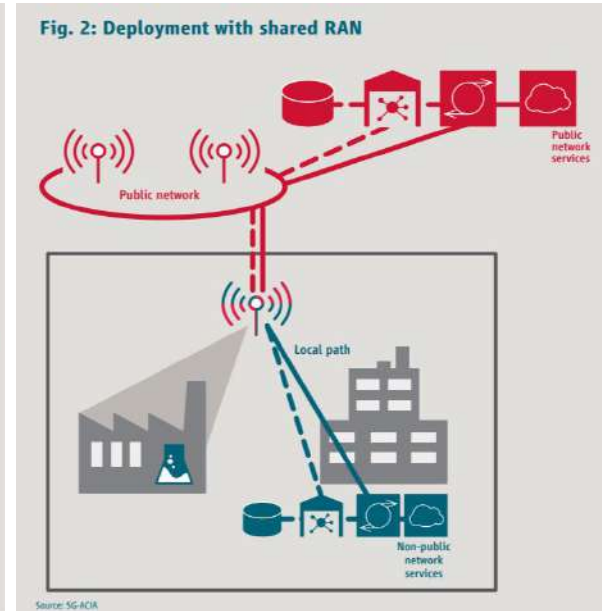 Fig. 2: Deployment with shared RAN
Public
network
services
Public network
Local path
Non-public
network
services
Source: 5G-ACIA